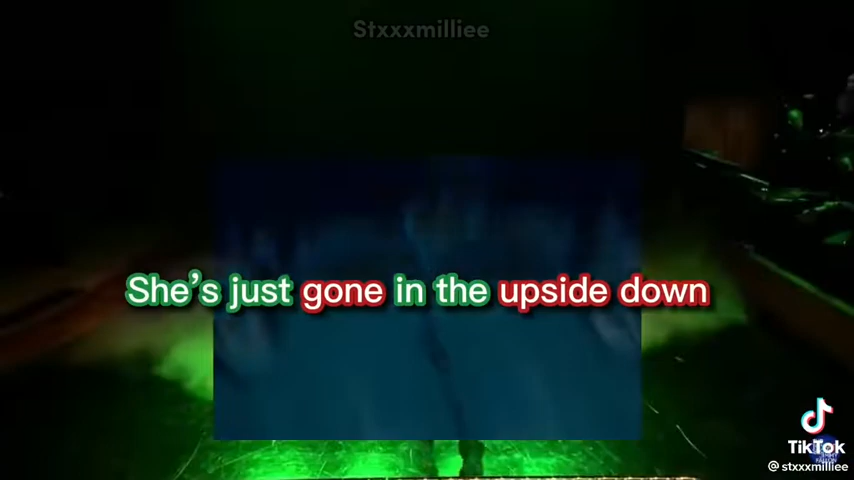 Stxxxmilliee
She's just gone in the upside down
TikTok
@stxxxmilliee